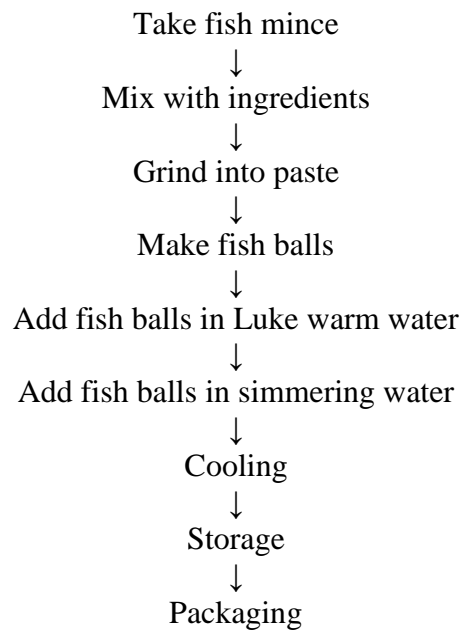 Take fish mince
↓
Mix with ingredients
↓
Grind into paste
↓
Make fish balls
↓
Add fish balls in Luke warm water
↓
Add fish balls in simmering water
↓
Cooling
↓
Storage
↓
Packaging